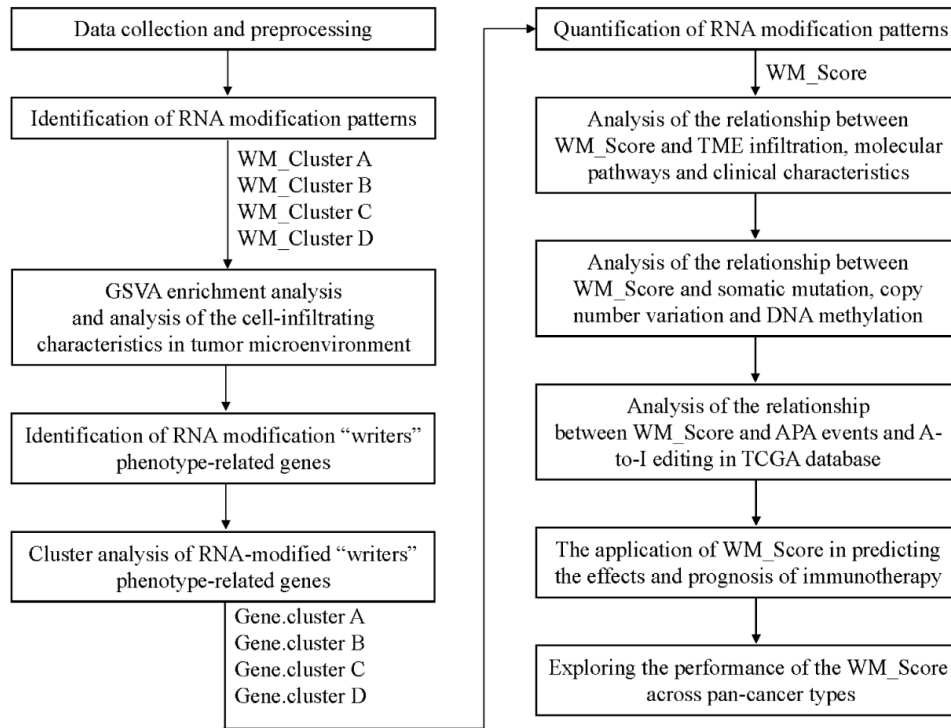 Data collection and preprocessing
Identification of RNA modification patterns
WM_Cluster A
WM_Cluster B
WM_Cluster C
WM_Cluster D
GSVA enrichment analysis
and analysis of the cell-infiltrating
characteristics in tumor microenvironment
Identification of RNA modification “writers”
phenotype-related genes
Cluster analysis of RNA-modified “writers”
phenotype-related genes
Gene.cluster A
Gene.cluster B
Gene.cluster C
Gene.cluster D
Quantification of RNA modification patterns
WM_Score
Analysis of the relationship between
WM_Score and TME infiltration, molecular
pathways and clinical characteristics
Analysis of the relationship between
WM_Score and somatic mutation, copy
number variation and DNA methylation
Analysis of the relationship
between WM_Score and APA events and A-
to-I editing in TCGA database
The application of WM_Score in predicting
the effects and prognosis of immunotherapy
Exploring the performance of the WM_Score
across pan-cancer types